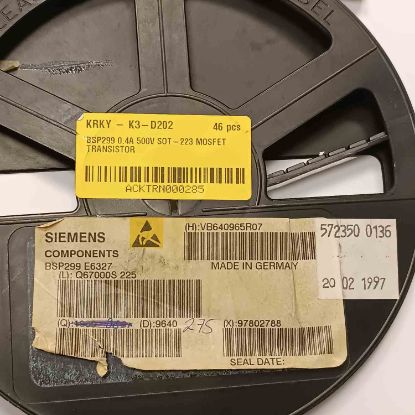 KRKY - K3-D202 46 pcs
BSP299 0.4A 500V SOT-223 MOSFET
TRANSISTOR
ACKTRN000285
SIEMENS
COMPONENTS
BSP299 E6327
(L): Q67000S 225
(H):VB640965R07
MADE IN GERMANY
572350 0136
20 02 1997
(Q): (D):9640 275 (X):97802788
SEAL DATE: